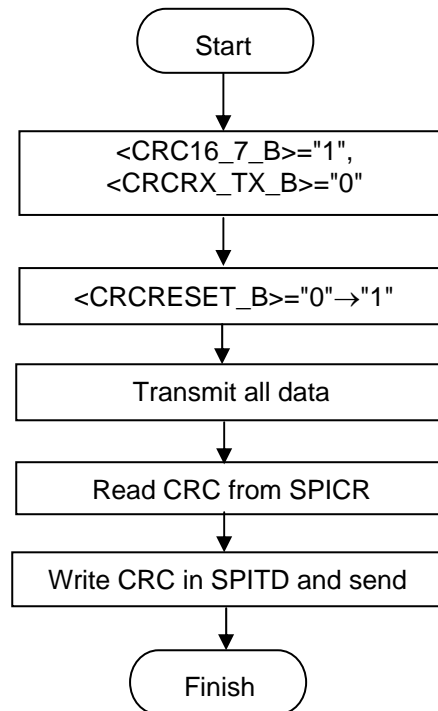 Start
<CRC16_7_B>="1",
<CRCRX_TX_B>="0"
<CRCRESET_B>="0"→"1"
Transmit all data
Read CRC from SPICR
Write CRC in SPITD and send
Finish